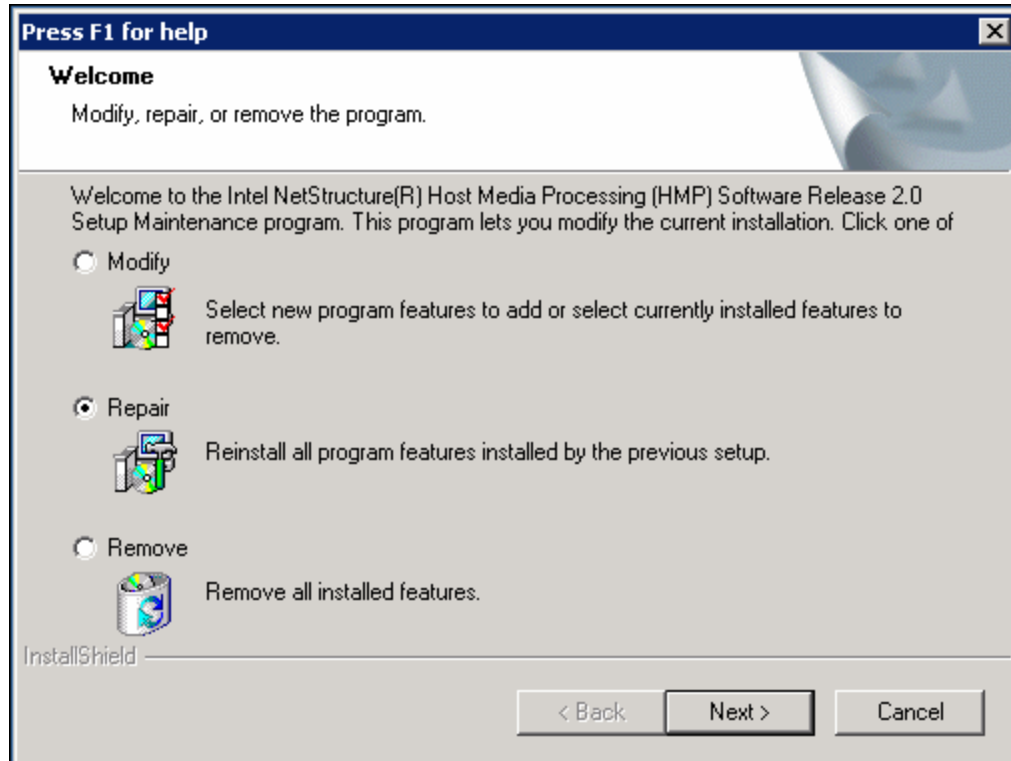 Press F1 for help
Welcome
Modify, repair, or remove the program.
Welcome to the Intel NetStructure(R) Host Media Processing (HMP) Software Release 2.0
Setup Maintenance program. This program lets you modify the current installation. Click one of
Modify
Select new program features to add or select currently installed features to
remove.
Repair
Reinstall all program features installed by the previous setup.
Remove
Remove all installed features.
InstallShield
< Back
Next >
Cancel